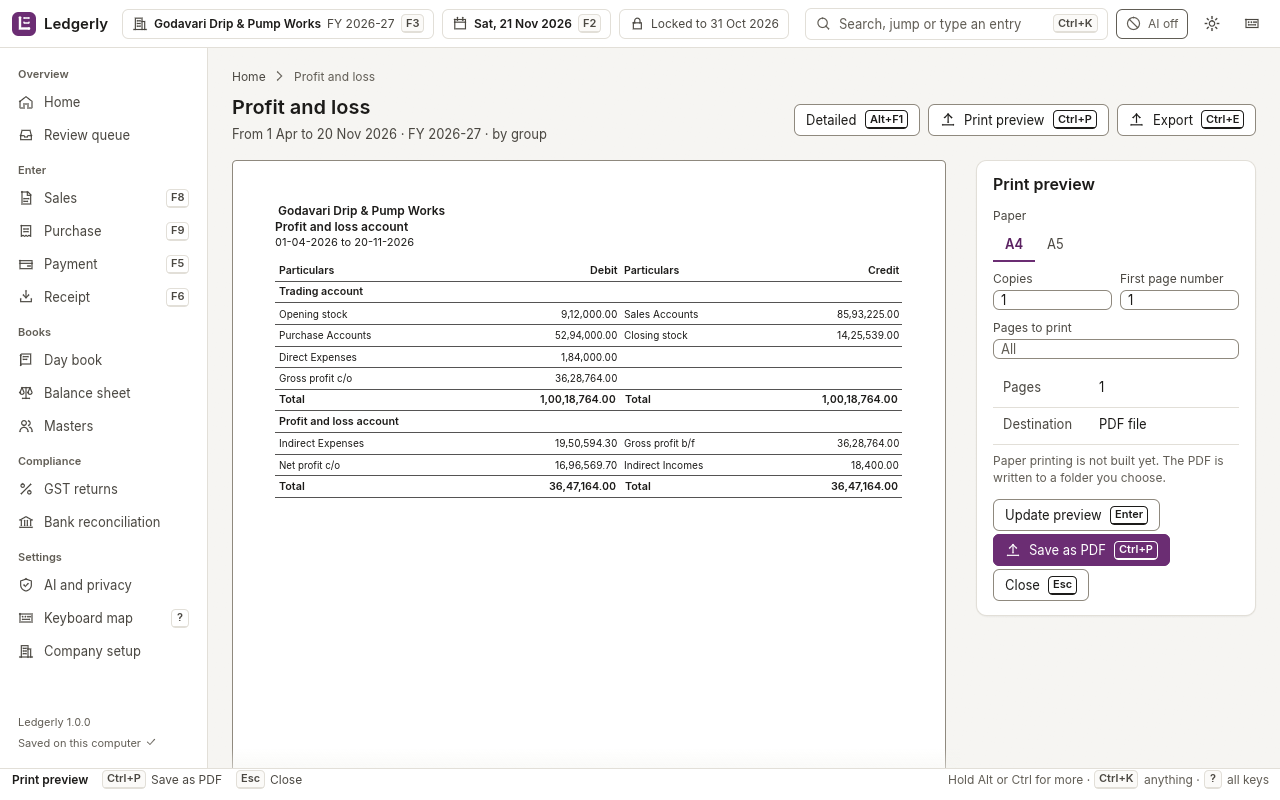 Ledgerly
Godavari Drip & Pump Works FY 2026-27 F3
Sat, 21 Nov 2026 F2
Locked to 31 Oct 2026
Search, jump or type an entry Ctrl+K
AI off
Overview
Home
Review queue
Enter
Sales F8
Purchase F9
Payment F5
Receipt F6
Books
Day book
Balance sheet
Masters
Compliance
GST returns
Bank reconciliation
Settings
AI and privacy
Keyboard map ?
Company setup
Ledgerly 1.0.0
Saved on this computer
Home Profit and loss
Profit and loss
From 1 Apr to 20 Nov 2026 · FY 2026-27 · by group
Detailed Alt+F1
Print preview Ctrl+P
Export Ctrl+E
Godavari Drip & Pump Works
Profit and loss account
01-04-2026 to 20-11-2026
Particulars Debit Particulars Credit
Trading account
Opening stock 9,12,000.00 Sales Accounts 85,93,225.00
Purchase Accounts 52,94,000.00 Closing stock 14,25,539.00
Direct Expenses 1,84,000.00
Gross profit c/o 36,28,764.00
Total 1,00,18,764.00 Total 1,00,18,764.00
Profit and loss account
Indirect Expenses 19,50,594.30 Gross profit b/f 36,28,764.00
Net profit c/o 16,96,569.70 Indirect Incomes 18,400.00
Total 36,47,164.00 Total 36,47,164.00
Print preview
Paper
A4 A5
Copies First page number
1 1
Pages to print
All
Pages 1
Destination PDF file
Paper printing is not built yet. The PDF is
written to a folder you choose.
Update preview Enter
Save as PDF Ctrl+P
Close Esc
Print preview Ctrl+P Save as PDF Esc Close
Hold Alt or Ctrl for more · Ctrl+K anything · ? all keys